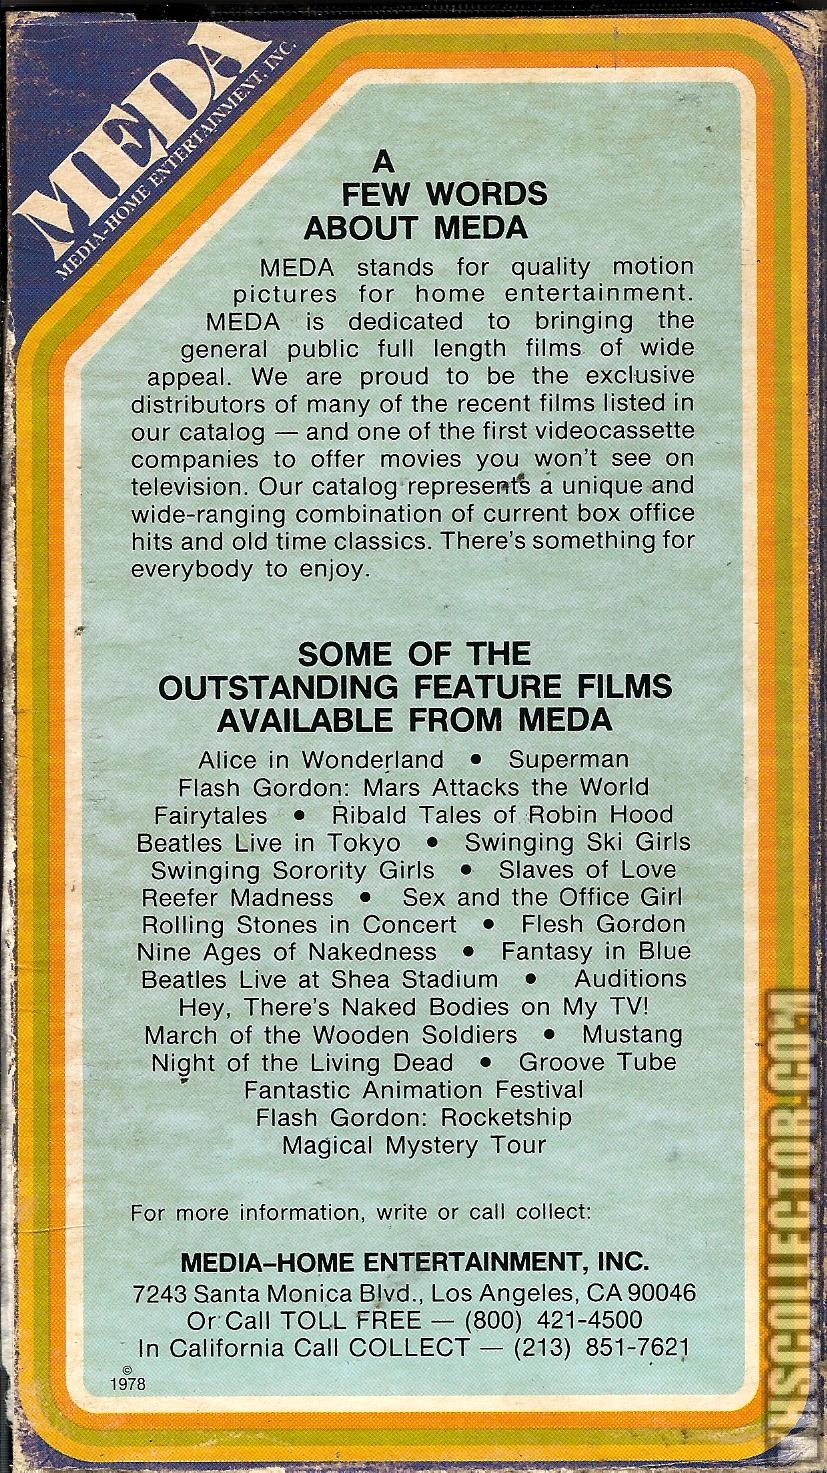 MEDA
MEDIA-HOME ENTERTAINMENT, INC.
A
FEW WORDS
ABOUT MEDA
MEDA stands for quality motion
pictures for home entertainment.
MEDA is dedicated to bringing the
general public full length films of wide
appeal. We are proud to be the exclusive
distributors of many of the recent films listed in
our catalog — and one of the first videocassette
companies to offer movies you won't see on
television. Our catalog represents a unique and
wide-ranging combination of current box office
hits and old time classics. There's something for
everybody to enjoy.
SOME OF THE
OUTSTANDING FEATURE FILMS
AVAILABLE FROM MEDA
Alice in Wonderland • Superman
Flash Gordon: Mars Attacks the World
Fairytales • Ribald Tales of Robin Hood
Beatles Live in Tokyo • Swinging Ski Girls
Swinging Sorority Girls • Slaves of Love
Reefer Madness • Sex and the Office Girl
Rolling Stones in Concert • Flesh Gordon
Nine Ages of Nakedness • Fantasy in Blue
Beatles Live at Shea Stadium • Auditions
Hey, There's Naked Bodies on My TV!
March of the Wooden Soldiers • Mustang
Night of the Living Dead • Groove Tube
Fantastic Animation Festival
Flash Gordon: Rocketship
Magical Mystery Tour
For more information, write or call collect:
MEDIA–HOME ENTERTAINMENT, INC.
7243 Santa Monica Blvd., Los Angeles, CA 90046
Or Call TOLL FREE — (800) 421-4500
In California Call COLLECT — (213) 851-7621
©
1978
VHSCOLLECTOR.COM